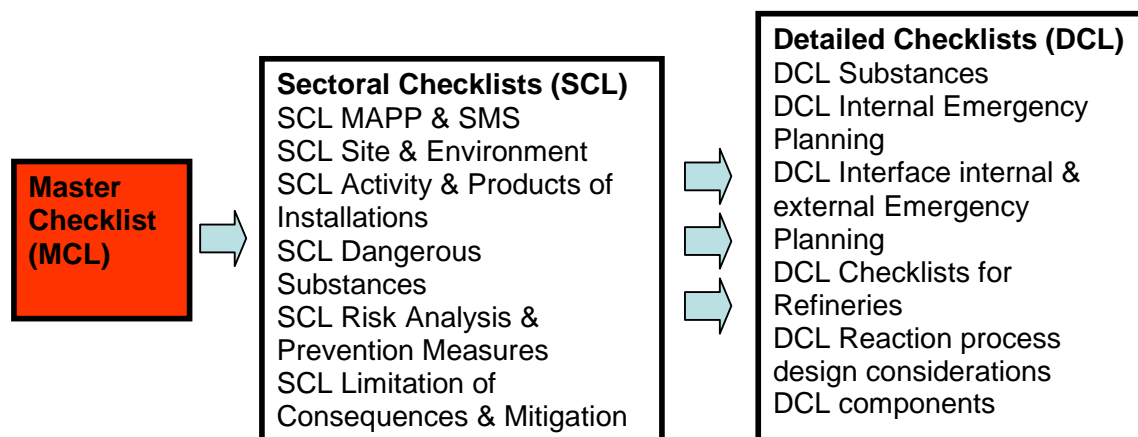 Master
Checklist
(MCL)
Sectoral Checklists (SCL)
SCL MAPP & SMS
SCL Site & Environment
SCL Activity & Products of
Installations
SCL Dangerous
Substances
SCL Risk Analysis &
Prevention Measures
SCL Limitation of
Consequences & Mitigation
Detailed Checklists (DCL)
DCL Substances
DCL Internal Emergency
Planning
DCL Interface internal &
external Emergency
Planning
DCL Checklists for
Refineries
DCL Reaction process
design considerations
DCL components